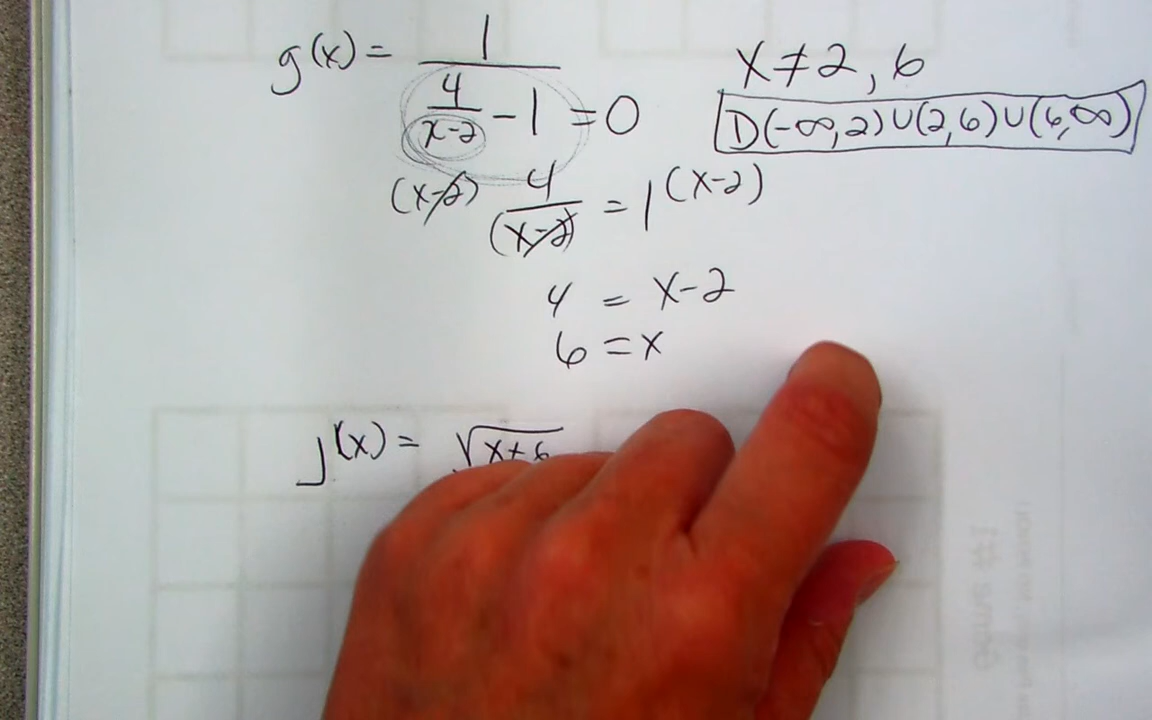 g(x) = 1 / (4/(x-2) - 1) = 0
x ≠ 2, 6
D(-∞,2)∪(2,6)∪(6,∞)
(x-2) 4/(x-2) = 1 (x-2)
4 = x-2
6 = x
j(x) = √x+6